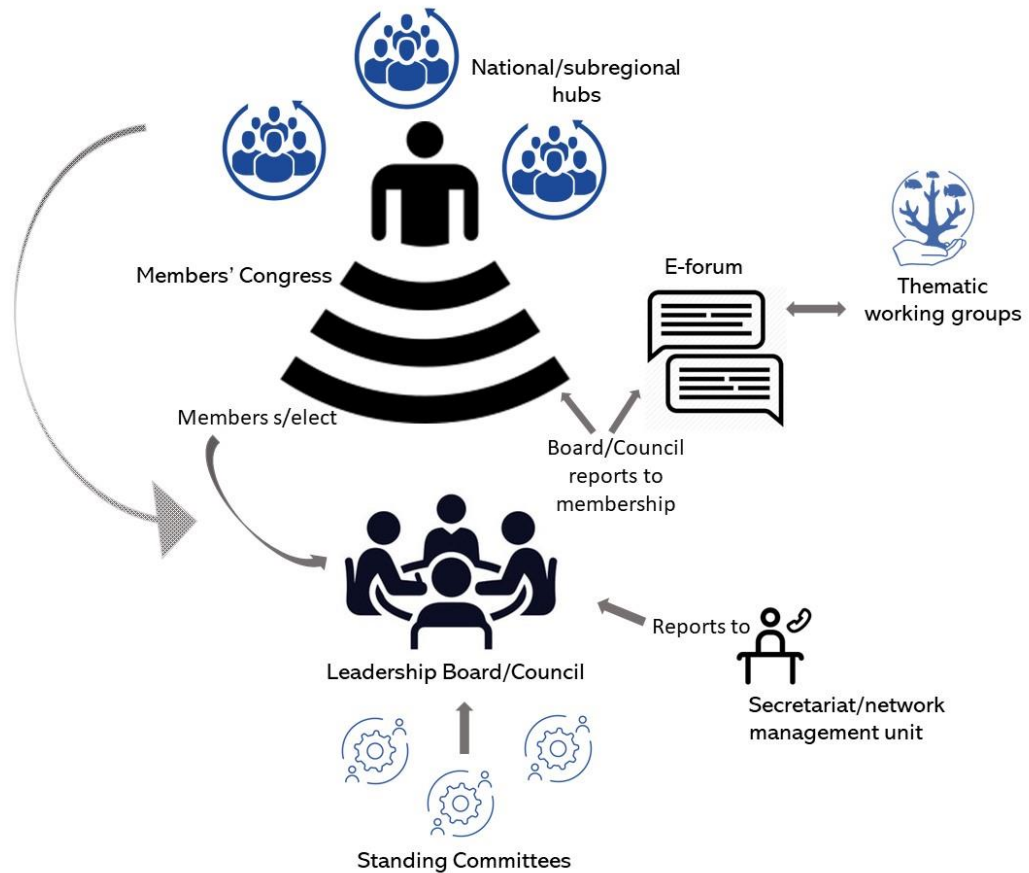 National/subregional
hubs
Members’ Congress
E-forum
Thematic
working groups
Members s/elect
Board/Council
reports to
membership
Reports to
Leadership Board/Council
Secretariat/network
management unit
Standing Committees